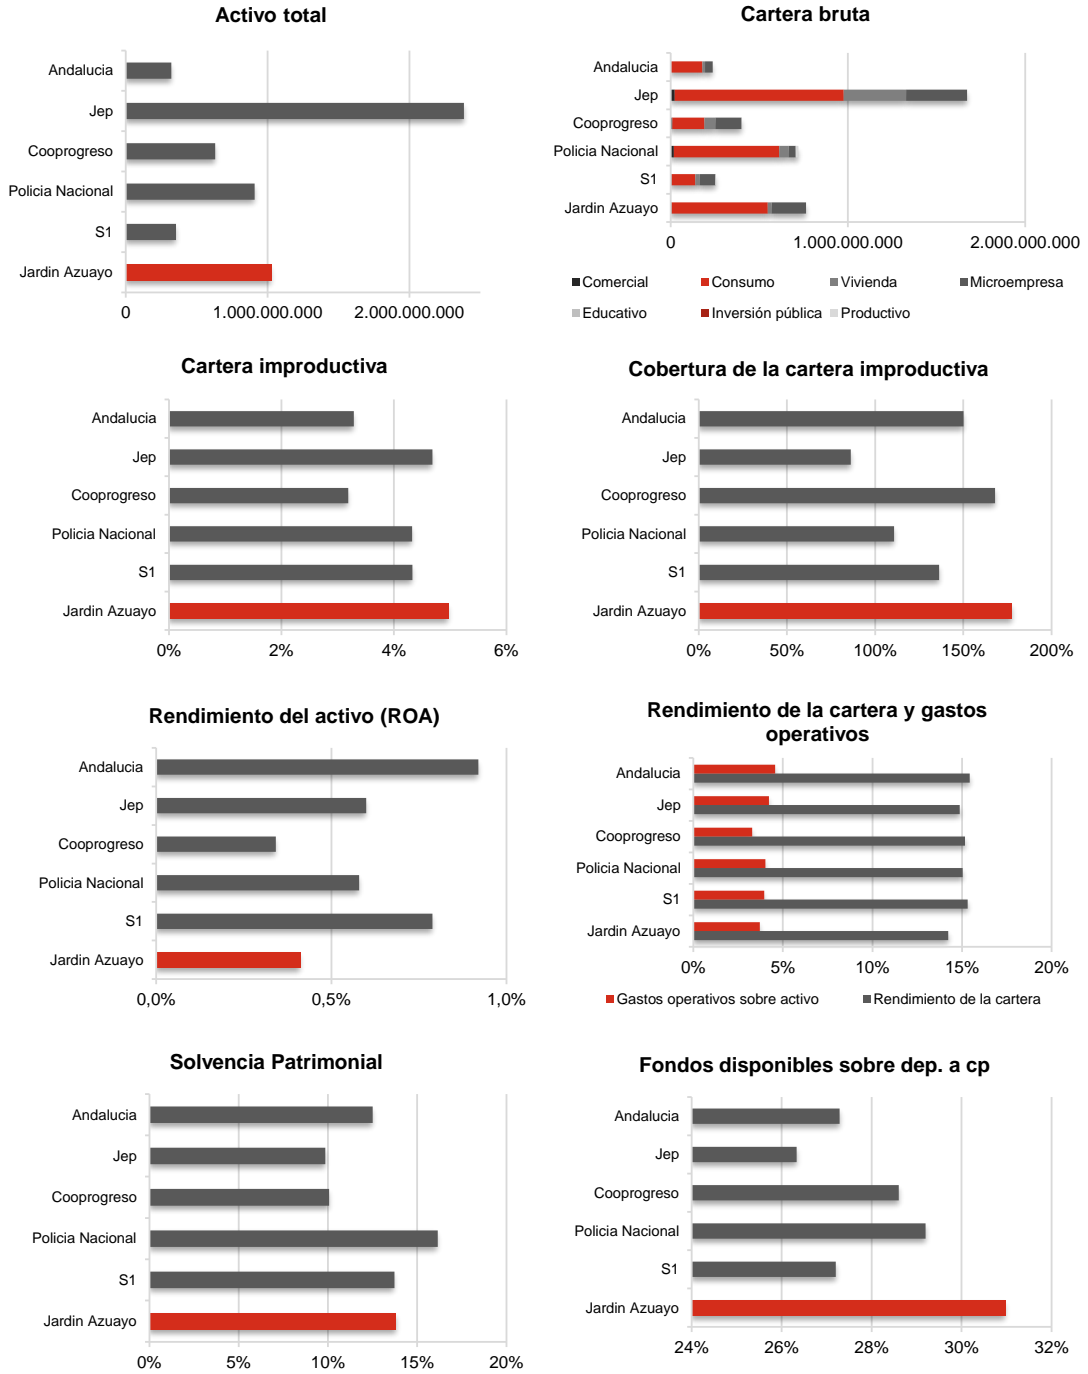 Activo total
Andalucia
Jep
Cooprogreso
Policia Nacional
S1
Jardin Azuayo
0 1.000.000.000 2.000.000.000
Cartera bruta
Andalucia
Jep
Cooprogreso
Policia Nacional
S1
Jardin Azuayo
0 1.000.000.000 2.000.000.000
Comercial Consumo Vivienda Microempresa
Educativo Inversión pública Productivo
Cartera improductiva
Andalucia
Jep
Cooprogreso
Policia Nacional
S1
Jardin Azuayo
0% 2% 4% 6%
Cobertura de la cartera improductiva
Andalucia
Jep
Cooprogreso
Policia Nacional
S1
Jardin Azuayo
0% 50% 100% 150% 200%
Rendimiento del activo (ROA)
Andalucia
Jep
Cooprogreso
Policia Nacional
S1
Jardin Azuayo
0,0% 0,5% 1,0%
Rendimiento de la cartera y gastos
operativos
Andalucia
Jep
Cooprogreso
Policia Nacional
S1
Jardin Azuayo
0% 5% 10% 15% 20%
Gastos operativos sobre activo Rendimiento de la cartera
Solvencia Patrimonial
Andalucia
Jep
Cooprogreso
Policia Nacional
S1
Jardin Azuayo
0% 5% 10% 15% 20%
Fondos disponibles sobre dep. a cp
Andalucia
Jep
Cooprogreso
Policia Nacional
S1
Jardin Azuayo
24% 26% 28% 30% 32%